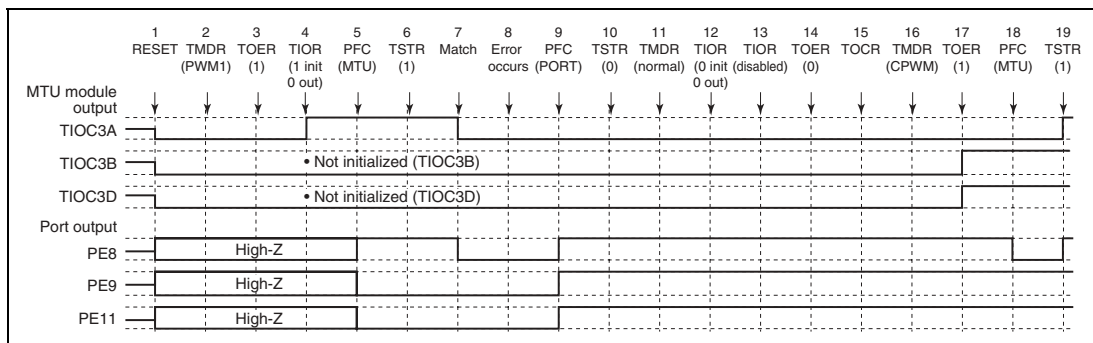 1 2 3 4 5 6 7 8 9 10 11 12 13 14 15 16 17 18 19
RESET TMDR TOER TIOR PFC TSTR Match Error PFC TSTR TMDR TIOR TIOR TOER TOCR TMDR TOER PFC TSTR
(PWM1) (1) (1 init (MTU) (1) occurs (PORT) (0) (normal) (0 init (disabled) (0) (CPWM) (1) (MTU) (1)
0 out) 0 out)
MTU module
output
TIOC3A
TIOC3B • Not initialized (TIOC3B)
TIOC3D • Not initialized (TIOC3D)
Port output
PE8 High-Z
PE9 High-Z
PE11 High-Z